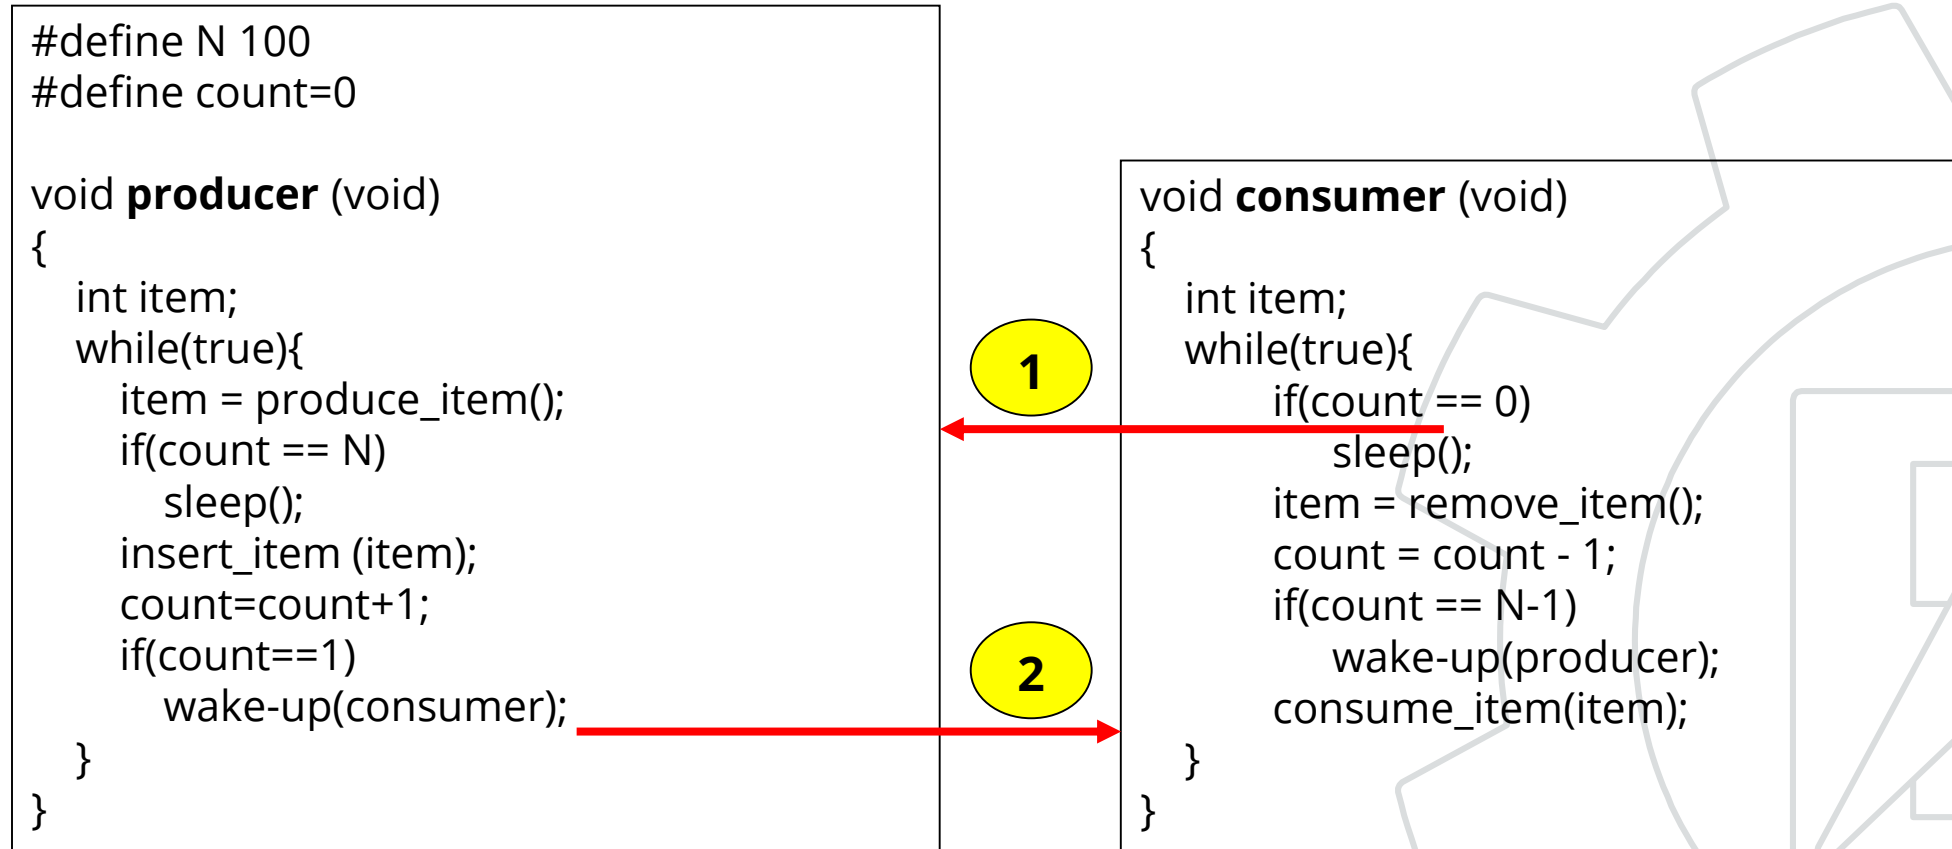 #define N 100
#define count=0
void producer (void)
{
int item;
while(true){
item = produce_item();
if(count == N)
sleep();
insert_item (item);
count=count+1;
if(count==1)
wake-up(consumer);
}
}
1
2
void consumer (void)
{
int item;
while(true){
if(count == 0)
sleep();
item = remove_item();
count = count - 1;
if(count == N-1)
wake-up(producer);
consume_item(item);
}
}